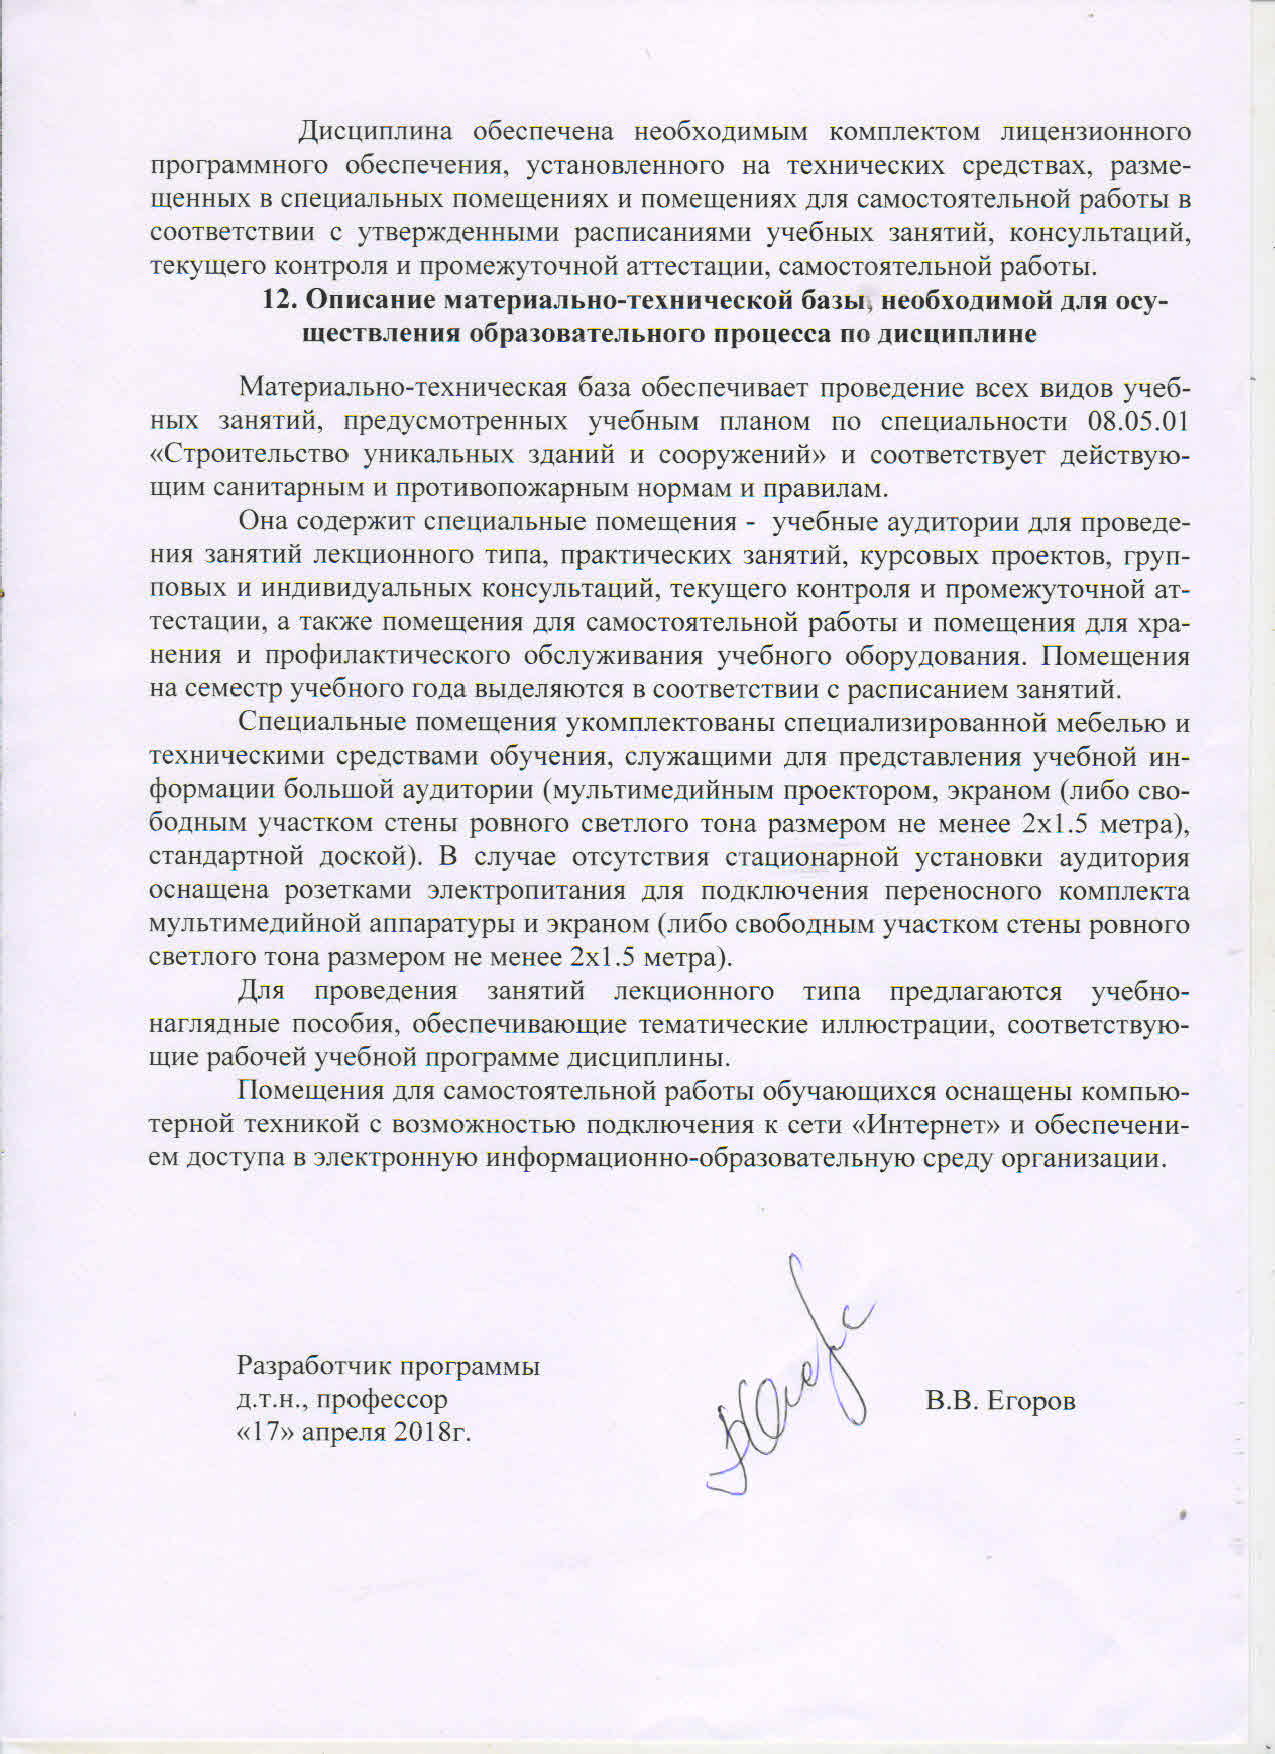 Дисциплина обеспечена необходимым комплектом лицензионного
программного обеспечения, установленного на технических средствах, разме-
щенных в специальных помещениях и помещениях для самостоятельной работы в
соответствии с утвержденными расписаниями учебных занятий, консультаций,
текущего контроля и промежуточной аттестации, самостоятельной работы.
12. Описание материально-технической базы, необходимой для осу-
ществления образовательного процесса по дисциплине
Материально-техническая база обеспечивает проведение всех видов учеб-
ных занятий, предусмотренных учебным планом по специальности 08.05.01
«Строительство уникальных зданий и сооружений» и соответствует действую-
щим санитарным и противопожарным нормам и правилам.
Она содержит специальные помещения - учебные аудитории для проведе-
ния занятий лекционного типа, практических занятий, курсовых проектов, груп-
повых и индивидуальных консультаций, текущего контроля и промежуточной ат-
тестации, а также помещения для самостоятельной работы и помещения для хра-
нения и профилактического обслуживания учебного оборудования. Помещения
на семестр учебного года выделяются в соответствии с расписанием занятий.
Специальные помещения укомплектованы специализированной мебелью и
техническими средствами обучения, служащими для представления учебной ин-
формации большой аудитории (мультимедийным проектором, экраном (либо сво-
бодным участком стены ровного светлого тона размером не менее 2х1.5 метра),
стандартной доской). В случае отсутствия стационарной установки аудитория
оснащена розетками электропитания для подключения переносного комплекта
мультимедийной аппаратуры и экраном (либо свободным участком стены ровного
светлого тона размером не менее 2х1.5 метра).
Для проведения занятий лекционного типа предлагаются учебно-
наглядные пособия, обеспечивающие тематические иллюстрации, соответствую-
щие рабочей учебной программе дисциплины.
Помещения для самостоятельной работы обучающихся оснащены компью-
терной техникой с возможностью подключения к сети «Интернет» и обеспечени-
ем доступа в электронную информационно-образовательную среду организации.
Разработчик программы
д.т.н., профессор В.В. Егоров
«17» апреля 2018г.